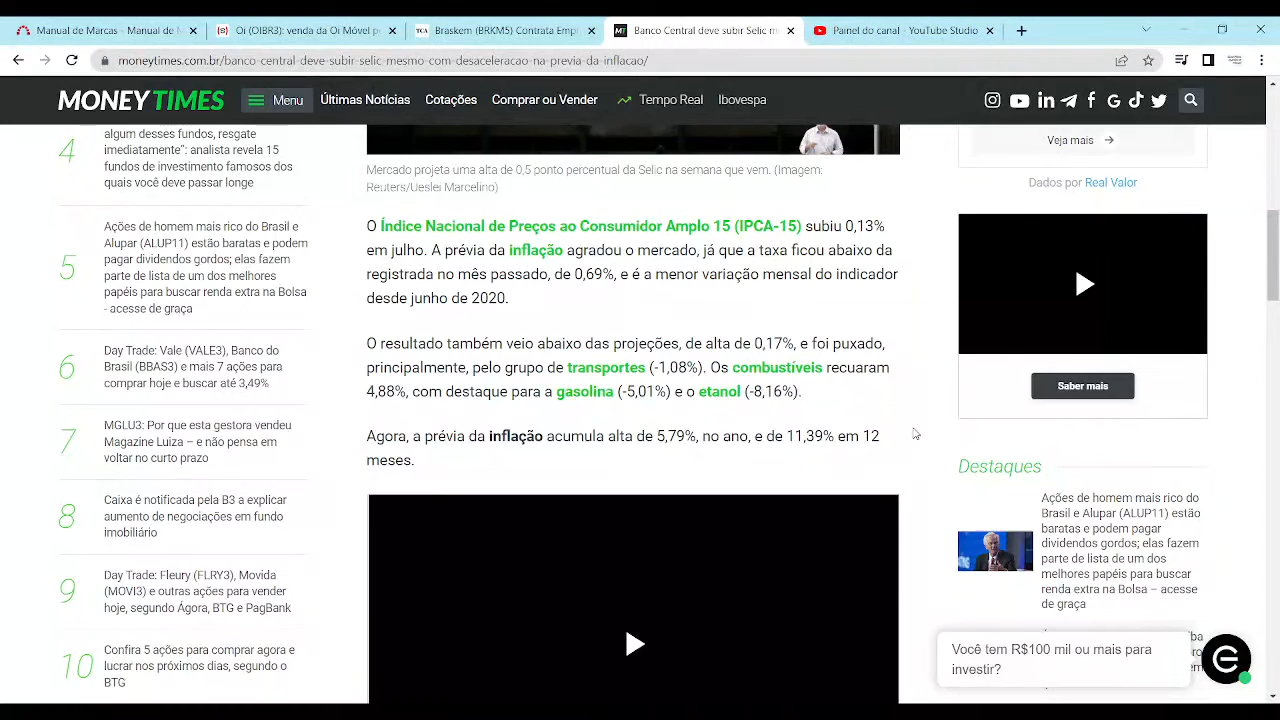 Manual de Marcas - Manual de N
Oi (OIBR3): venda da Oi Móvel p
TCA
Braskem (BRKM5) Contrata Empr
Banco Central deve subir Selic m
Painel do canal - YouTube Studio
moneytimes.com.br/banco-central-deve-subir-selic-mesmo-com-desaceleracao-na-previa-da-inflacao/
MONEYTIMES
Menu
Últimas Notícias
Cotações
Comprar ou Vender
Tempo Real
Ibovespa
4
algum desses fundos, resgate
imediatamente": analista revela 15
fundos de investimento famosos dos
quais você deve passar longe
5
Ações de homem mais rico do Brasil e
Alupar (ALUP11) estão baratas e podem
pagar dividendos gordos; elas fazem
parte de lista de um dos melhores
papéis para buscar renda extra na Bolsa
- acesse de graça
6
Day Trade: Vale (VALE3), Banco do
Brasil (BBAS3) e mais 7 ações para
comprar hoje e buscar até 3,49%
7
MGLU3: Por que esta gestora vendeu
Magazine Luiza – e não pensa em
voltar no curto prazo
8
Caixa é notificada pela B3 a explicar
aumento de negociações em fundo
imobiliário
9
Day Trade: Fleury (FLRY3), Movida
(MOVI3) e outras ações para vender
hoje, segundo Ágora, BTG e PagBank
10
Confira 5 ações para comprar agora e
lucrar nos próximos dias, segundo o
BTG
Mercado projeta uma alta de 0,5 ponto percentual da Selic na semana que vem. (Imagem:
Reuters/Ueslei Marcelino)
O Índice Nacional de Preços ao Consumidor Amplo 15 (IPCA-15) subiu 0,13%
em julho. A prévia da inflação agradou o mercado, já que a taxa ficou abaixo da
registrada no mês passado, de 0,69%, e é a menor variação mensal do indicador
desde junho de 2020.
O resultado também veio abaixo das projeções, de alta de 0,17%, e foi puxado,
principalmente, pelo grupo de transportes (-1,08%). Os combustíveis recuaram
4,88%, com destaque para a gasolina (-5,01%) e o etanol (-8,16%).
Agora, a prévia da inflação acumula alta de 5,79%, no ano, e de 11,39% em 12
meses.
Veja mais
Dados por Real Valor
Saber mais
Destaques
Ações de homem mais rico do
Brasil e Alupar (ALUP11) estão
baratas e podem pagar
dividendos gordos; elas fazem
parte de lista de um dos
melhores papéis para buscar
renda extra na Bolsa – acesse
de graça
Você tem R$100 mil ou mais para
investir?